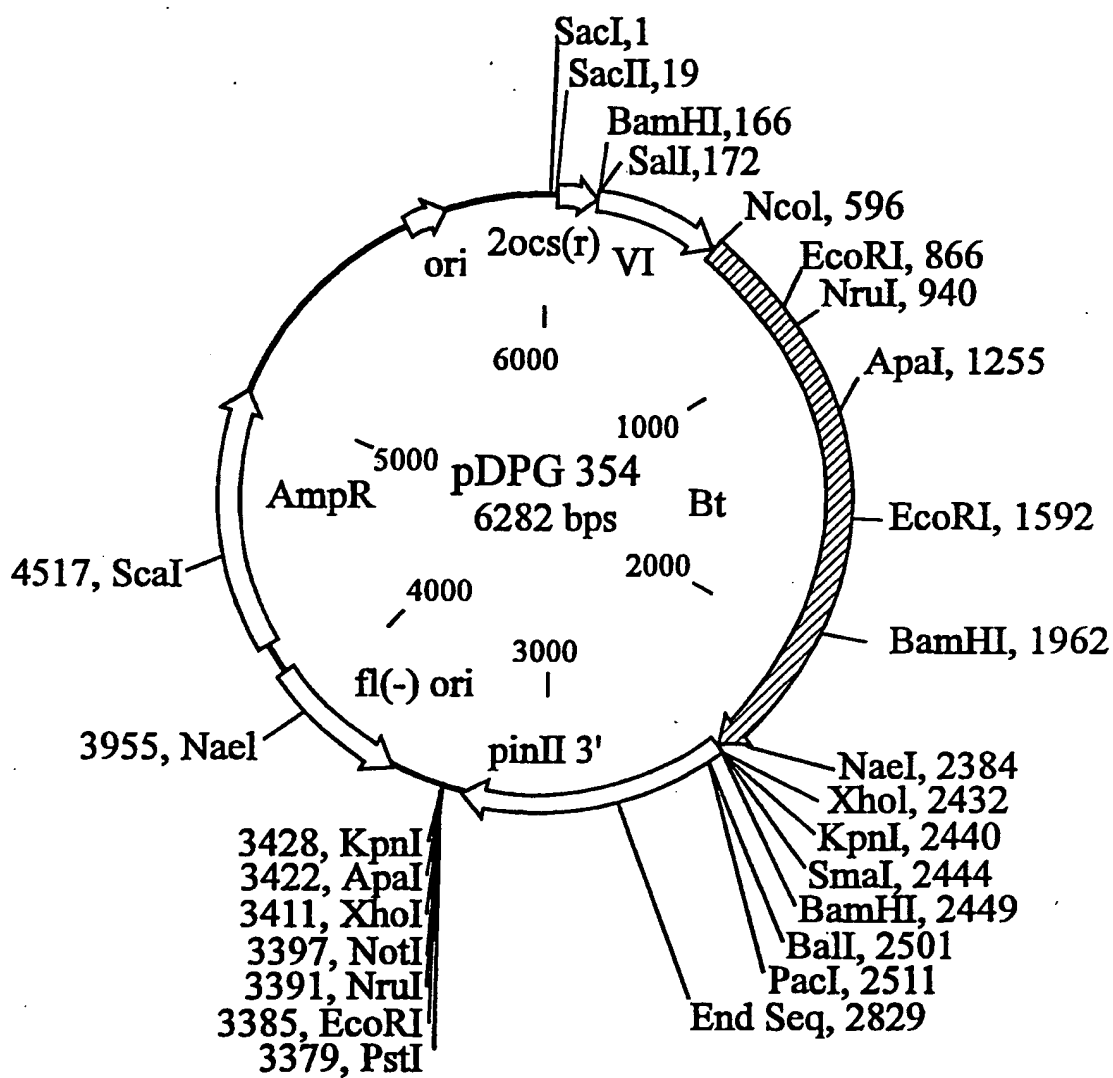 SacI,1
SacII,19
BamHI,166
SalI,172
NcoI, 596
EcoRI, 866
NruI, 940
ApaI, 1255
EcoRI, 1592
BamHI, 1962
NaeI, 2384
XhoI, 2432
KpnI, 2440
SmaI, 2444
BamHI, 2449
BalI, 2501
PacI, 2511
End Seq, 2829
3428, KpnI
3422, ApaI
3411, XhoI
3397, NotI
3391, NruI
3385, EcoRI
3379, PstI
3955, NaeI
4517, ScaI
ori
2ocs(r)
VI
Bt
pinII 3'
fl(-) ori
AmpR
6000
1000
2000
3000
4000
5000
pDPG 354
6282 bps